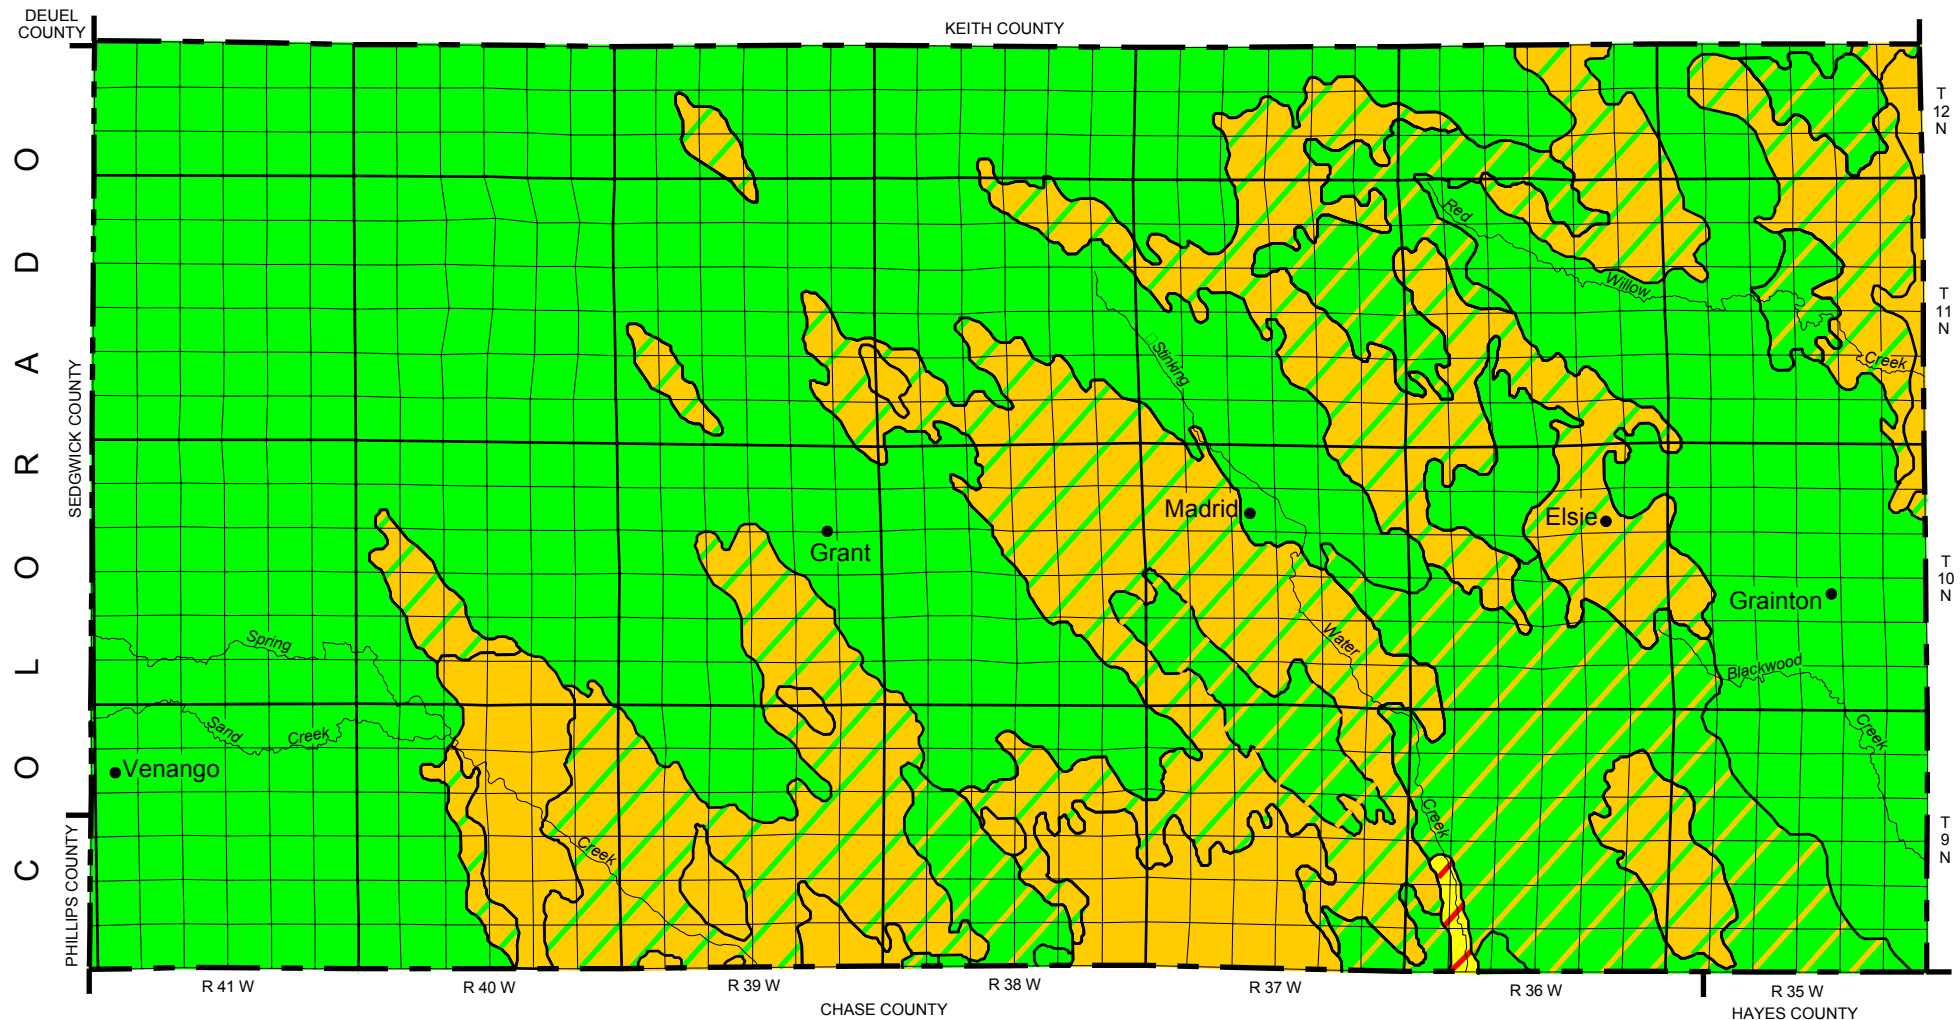 DEUEL
COUNTY
KEITH COUNTY
T
12
N
COLORADO
Red
Willow
T
11
N
Stinking
Creek
SEDGWICK COUNTY
Madrid
Elsie
Grant
T
10
N
Grainton
Spring
Water
Blackwood
Sand
Creek
Creek
Venango
Creek
Creek
T
9
N
PHILLIPS COUNTY
R 41 W
R 40 W
R 39 W
R 38 W
R 37 W
R 36 W
R 35 W
CHASE COUNTY
HAYES COUNTY